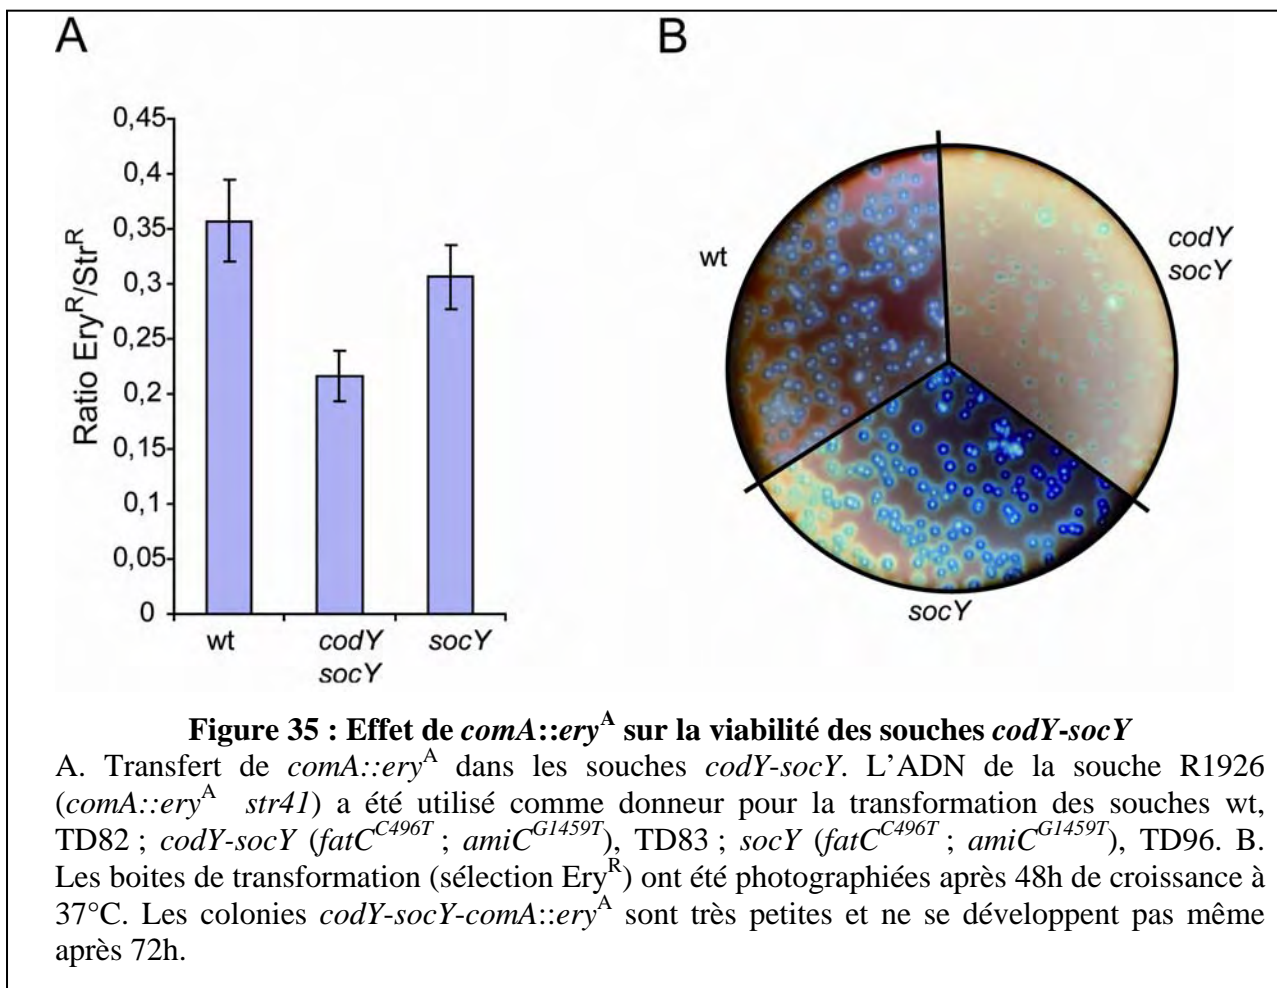 A
B
0,45
0,4
0,35
0,3
0,25
0,2
0,15
0,1
0,05
0
Ratio Ery^R/Str^R
wt
codY
socY
socY
wt
codY
socY
socY
Figure 35 : Effet de comA::ery^A sur la viabilité des souches codY-socY
A. Transfert de comA::ery^A dans les souches codY-socY. L'ADN de la souche R1926
(comA::ery^A str41) a été utilisé comme donneur pour la transformation des souches wt,
TD82 ; codY-socY (fatC^C496T ; amiC^G1459T), TD83 ; socY (fatC^C496T ; amiC^G1459T), TD96. B.
Les boites de transformation (sélection Ery^R) ont été photographiées après 48h de croissance à
37°C. Les colonies codY-socY-comA::ery^A sont très petites et ne se développent pas même
après 72h.